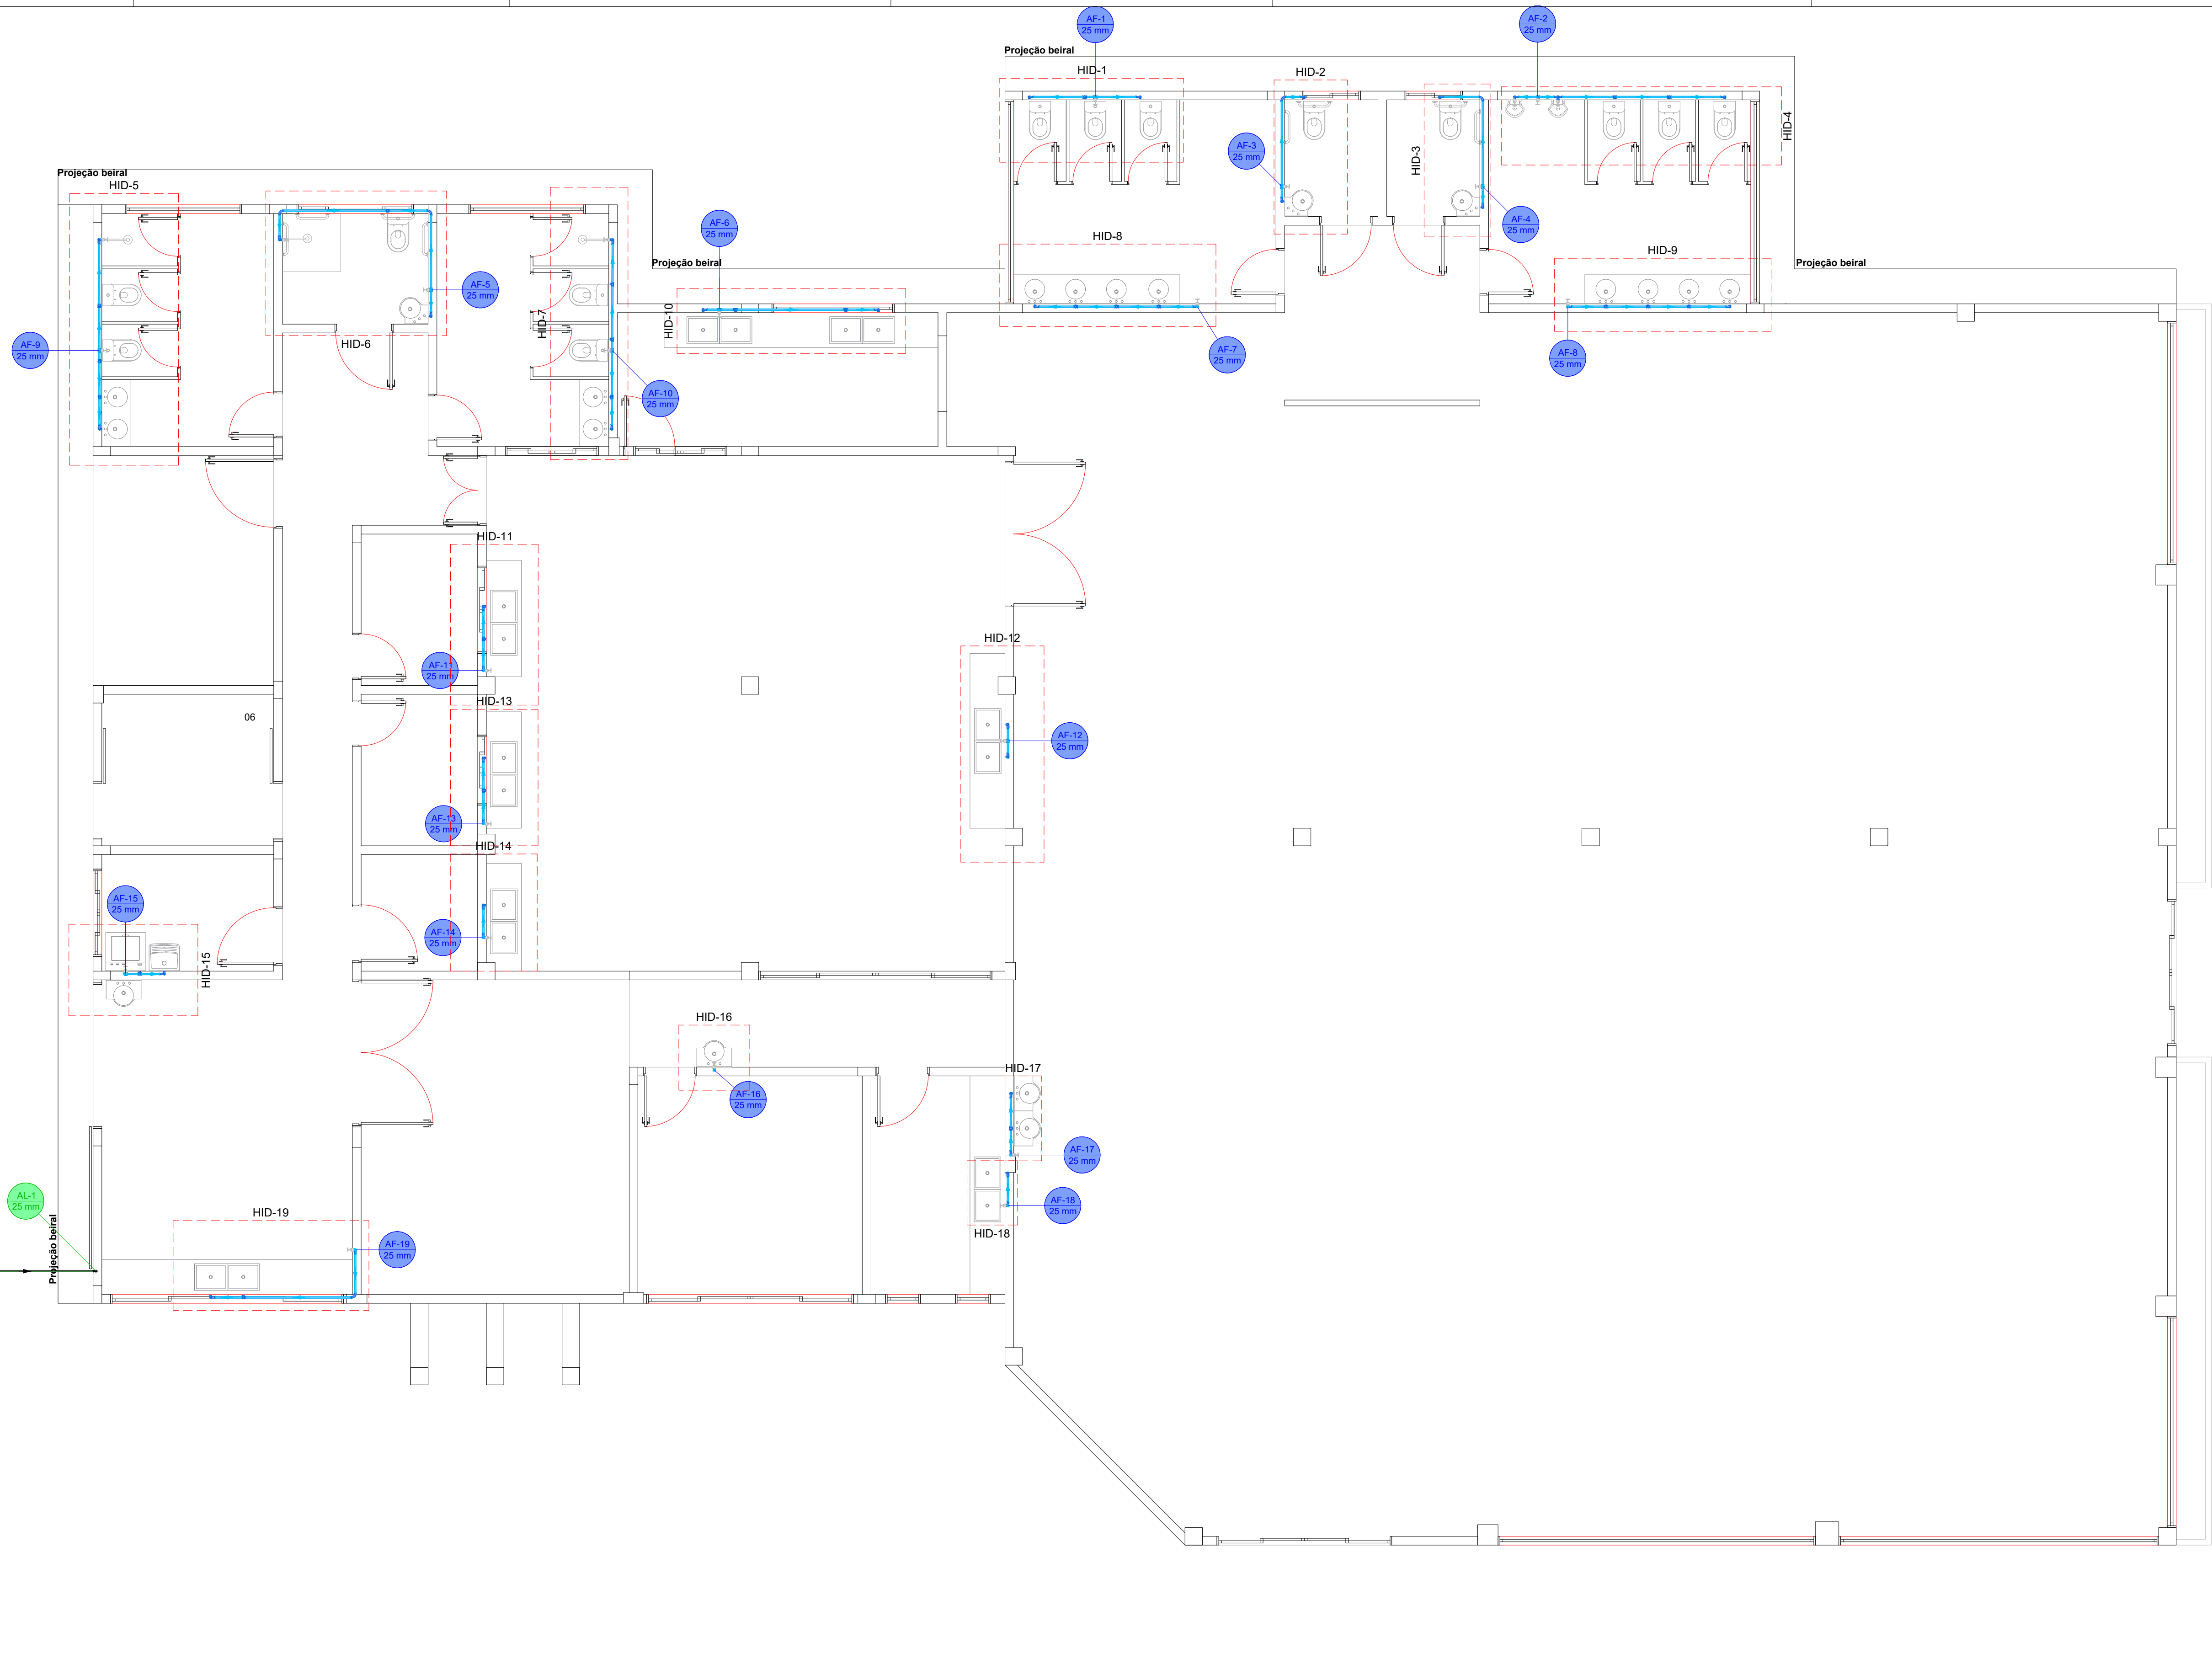 AF-1
25 mm
AF-2
25 mm
Projeção beiral
HID-1
HID-2
HID-4
HID-3
AF-3
25 mm
Projeção beiral
HID-5
AF-4
25 mm
AF-6
25 mm
HID-8
HID-9
Projeção beiral
Projeção beiral
AF-5
25 mm
HID-7
HID-10
HID-6
AF-9
25 mm
AF-7
25 mm
AF-8
25 mm
AF-10
25 mm
HID-11
HID-12
AF-11
25 mm
HID-13
06
AF-12
25 mm
AF-13
25 mm
HID-14
AF-15
25 mm
AF-14
25 mm
HID-15
HID-16
HID-17
AF-16
25 mm
AF-17
25 mm
AL-1
25 mm
AF-18
25 mm
HID-19
HID-18
Projeção beiral
AF-19
25 mm